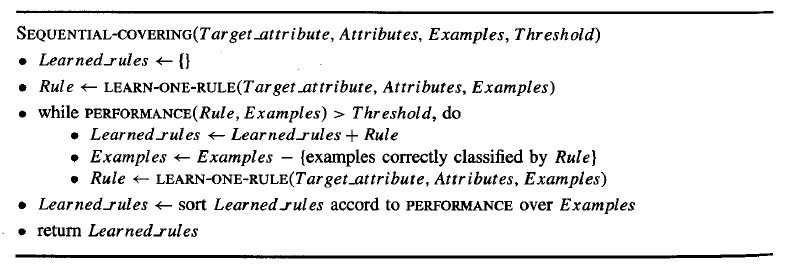 SEQUENTIAL-COVERING(Target_attribute, Attributes, Examples, Threshold)
• Learned_rules ← {}
• Rule ← LEARN-ONE-RULE(Target_attribute, Attributes, Examples)
• while PERFORMANCE(Rule, Examples) > Threshold, do
• Learned_rules ← Learned_rules + Rule
• Examples ← Examples − {examples correctly classified by Rule}
• Rule ← LEARN-ONE-RULE(Target_attribute, Attributes, Examples)
• Learned_rules ← sort Learned_rules accord to PERFORMANCE over Examples
• return Learned_rules